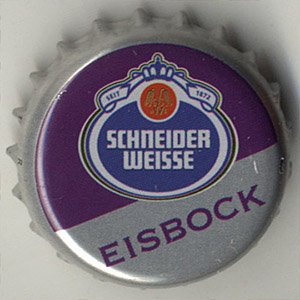 SEIT 1872
SCHNEIDER
WEISSE
EISBOCK